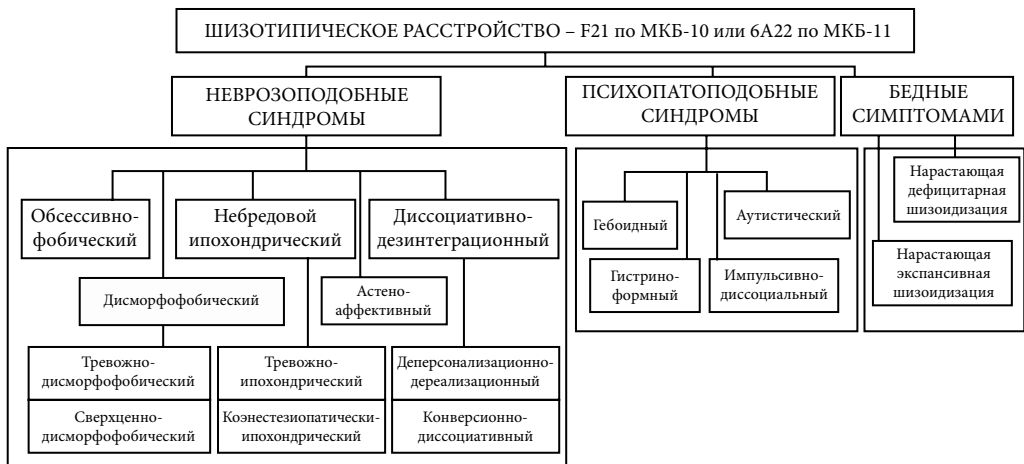 ШИЗОТИПИЧЕСКОЕ РАССТРОЙСТВО – F21 по МКБ-10 или 6A22 по МКБ-11
НЕВРОЗОПОДОБНЫЕ
СИНДРОМЫ
ПСИХОПАТОПОДОБНЫЕ
СИНДРОМЫ
БЕДНЫЕ
СИМПТОМАМИ
Обсессивно-
фобический
Небредовой
ипохондрический
Диссоциативно-
дезинтеграционный
Дисморфофобический
Астено-
аффективный
Тревожно-
дисморфофобический
Сверхценно-
дисморфофобический
Тревожно-
ипохондрический
Коэнестезиопатически-
ипохондрический
Деперсонализационно-
дереализационный
Конверсионно-
диссоциативный
Гебоидный
Аутистический
Гистрино-
формный
Импульсивно-
диссоциальный
Нарастающая
дефицитарная
шизоидизация
Нарастающая
экспансивная
шизоидизация